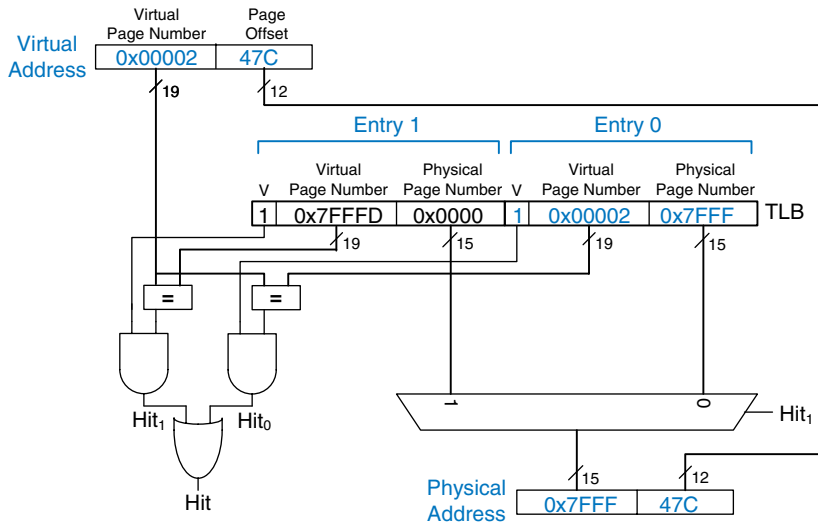 Virtual Page Number
Page Offset
Virtual Address
0x00002
47C
19
12
Entry 1
Entry 0
V
Virtual Page Number
Physical Page Number
V
Virtual Page Number
Physical Page Number
1
0x7FFFD
0x0000
1
0x00002
0x7FFF
TLB
19
15
19
15
=
=
1
0
Hit1
Hit0
Hit1
Hit
15
12
Physical Address
0x7FFF
47C